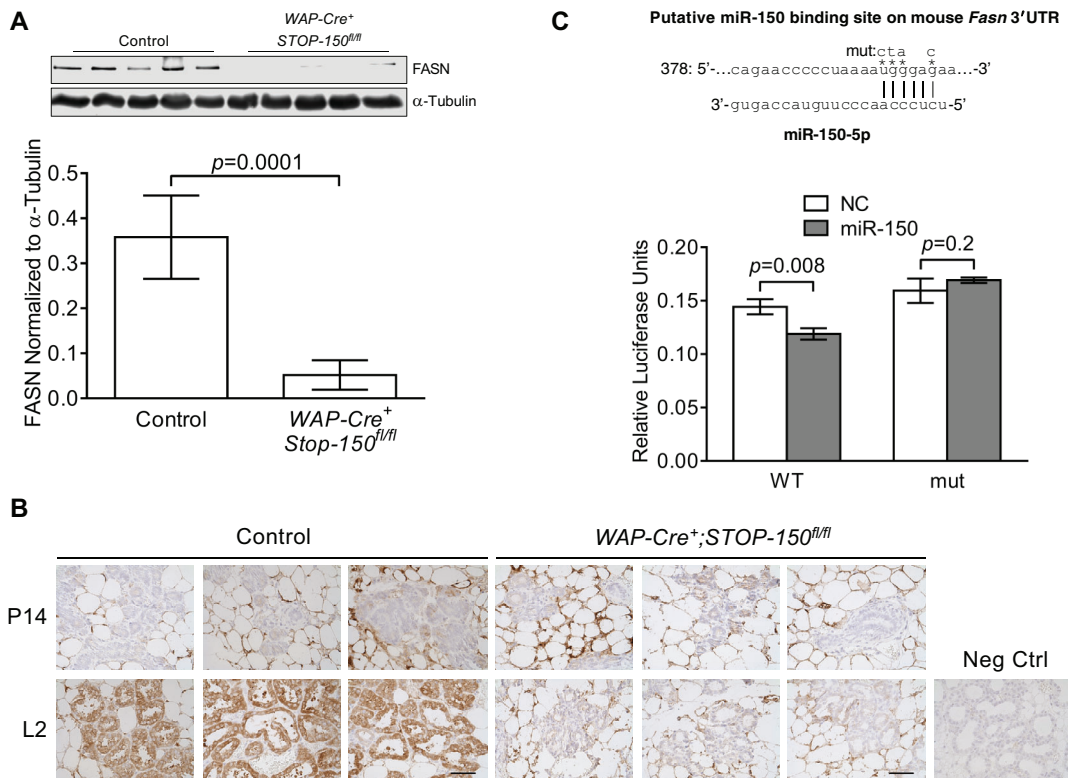 A
Control
WAP-Cre+
STOP-150fl/fl
FASN
α-Tubulin
FASN Normalized to α-Tubulin
0.5
0.4
0.3
0.2
0.1
0.0
p=0.0001
Control
WAP-Cre+
Stop-150fl/fl
C
Putative miR-150 binding site on mouse Fasn 3′UTR
mut:cta c
*** *
378: 5’-...cagaacccccuaaaaugggagaa...-3’
3’-gugaccauguucccaacccucu-5’
miR-150-5p
NC
miR-150
Relative Luciferase Units
0.20
0.15
0.10
0.05
0.00
p=0.008
p=0.2
WT
mut
B
Control
WAP-Cre+;STOP-150fl/fl
P14
L2
Neg Ctrl